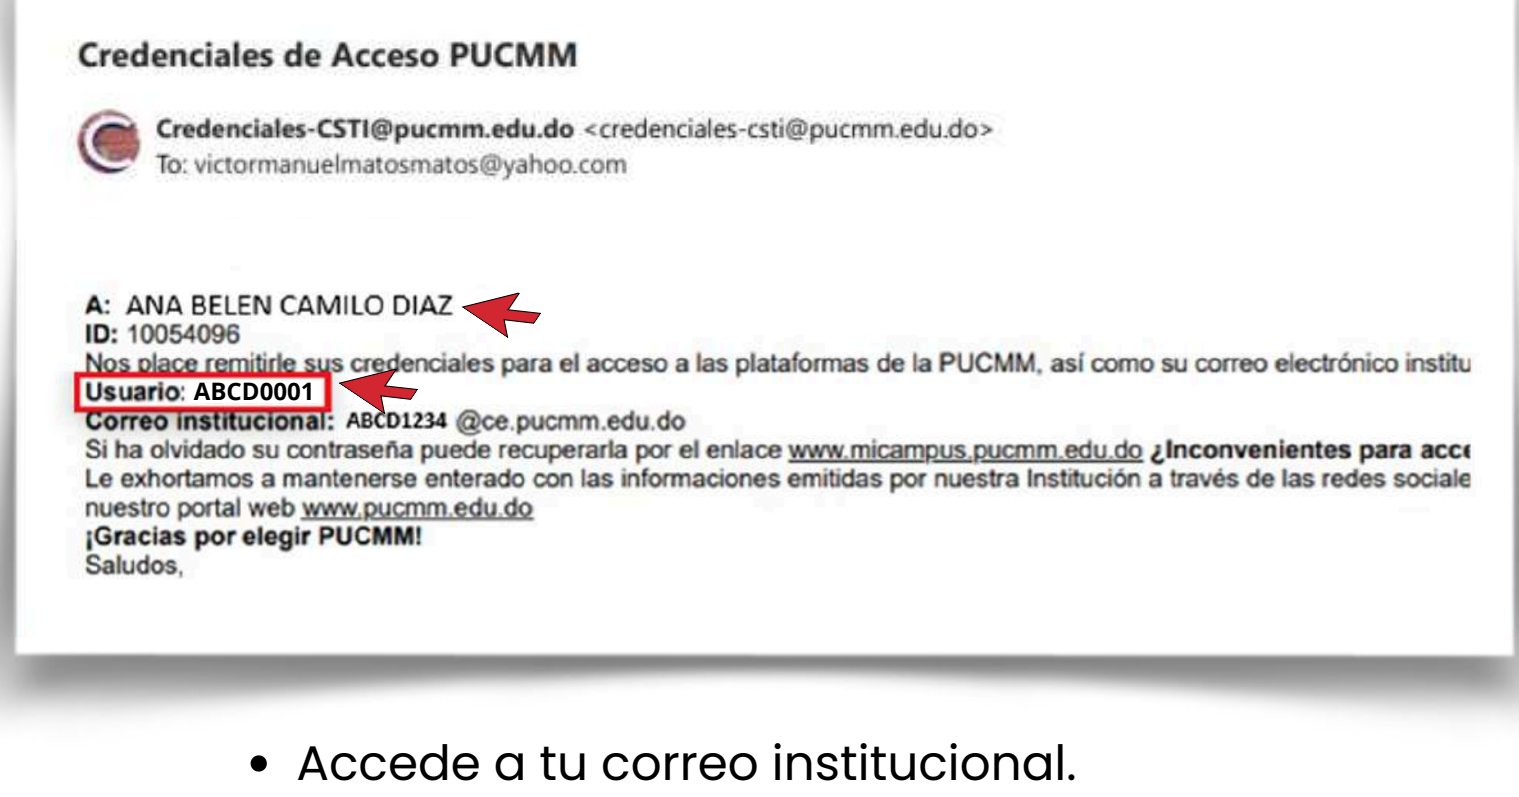 Credenciales de Acceso PUCMM
Credenciales-CSTI@pucmm.edu.do <credenciales-csti@pucmm.edu.do>
To: victormanuelmatosmatos@yahoo.com
A: ANA BELEN CAMILO DIAZ
ID: 10054096
Nos place remitirle sus credenciales para el acceso a las plataformas de la PUCMM, así como su correo electrónico institu
Usuario: ABCD0001
Correo institucional: ABCD1234 @ce.pucmm.edu.do
Si ha olvidado su contraseña puede recuperarla por el enlace www.micampus.pucmm.edu.do ¿Inconvenientes para acce
Le exhortamos a mantenerse enterado con las informaciones emitidas por nuestra Institución a través de las redes sociale
nuestro portal web www.pucmm.edu.do
¡Gracias por elegir PUCMM!
Saludos,
• Accede a tu correo institucional.